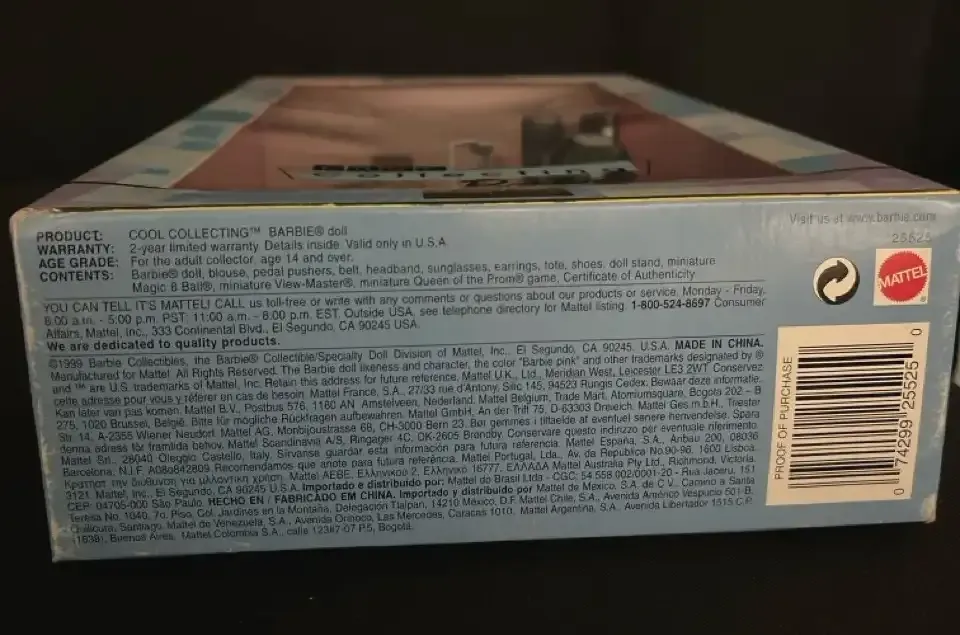 Collecting
Visit us at www.barbie.com
25525
PRODUCT: COOL COLLECTING™ BARBIE® doll
WARRANTY: 2-year limited warranty. Details inside. Valid only in U.S.A.
AGE GRADE: For the adult collector, age 14 and over.
CONTENTS: Barbie® doll, blouse, pedal pushers, belt, headband, sunglasses, earrings, tote, shoes, doll stand, miniature
Magic 8 Ball®, miniature View-Master®, miniature Queen of the Prom® game, Certificate of Authenticity
MATTEL®
YOU CAN TELL IT'S MATTEL! CALL us toll-free or write with any comments or questions about our products or service, Monday - Friday,
8:00 a.m. - 5:00 p.m. PST; 11:00 a.m. - 8:00 p.m. EST. Outside USA, see telephone directory for Mattel listing. 1-800-524-8697 Consumer
Affairs, Mattel, Inc., 333 Continental Blvd., El Segundo, CA 90245 USA.
We are dedicated to quality products.
©1999 Barbie Collectibles, the Barbie® Collectible/Specialty Doll Division of Mattel, Inc., El Segundo, CA 90245. U.S.A. MADE IN CHINA.
Manufactured for Mattel. All Rights Reserved. The Barbie doll likeness and character, the color "Barbie pink" and other trademarks designated by ®
and ™ are U.S. trademarks of Mattel, Inc. Retain this address for future reference. Mattel U.K., Ltd., Meridian West, Leicester LE3 2WT. Conservez
cette adresse pour vous y référer en cas de besoin. Mattel France, S.A., 27/33 rue d'Antony, Silic 145, 94523 Rungis Cedex. Bewaar deze informatie.
Kan later van pas komen. Mattel B.V., Postbus 576, 1180 AN Amstelveen, Nederland. Mattel Belgium, Trade Mart, Atomiumsquare, Bogota 202 - B
275, 1020 Brussel, België. Bitte für mögliche Rückfragen aufbewahren. Mattel GmbH, An der Trift 75, D-63303 Dreieich. Mattel Ges.m.b.H., Triester
Str. 14, A-2355 Wiener Neudorf. Mattel AG, Monbijoustrasse 68, CH-3000 Bern 23. Bør gemmes i tilfælde af eventuel senere henvendelse. Spara
denna adress för framtida behov. Mattel Scandinavia A/S, Ringager 4C, DK-2605 Brøndby. Conservare questo indirizzo per eventuale riferimento.
Mattel Srl., 28040 Oleggio Castello, Italy. Sírvanse guardar esta información para futura referencia. Mattel España, S.A., Aribau 200, 08036
Barcelona. N.I.F. A08842809. Recomendamos que anote para futura referência. Mattel Portugal, Lda., Av. da Republica No.90-96, 1600 Lisboa.
Κρατήστε την διεύθυνση για μελλοντική χρήση. Mattel AEBE, Ελληνικού 2, Ελληνικό 16777, ΕΛΛΑΔΑ. Mattel Australia Pty Ltd., Richmond, Victoria.
3121. Mattel, Inc., El Segundo, CA 90245 U.S.A. Importado e distribuido por: Mattel do Brasil Ltda - CGC: 54.558.002/0001-20 - Rua Jaceru, 151
CEP: 04705-000 São Paulo. HECHO EN / FABRICADO EM CHINA. Importado y distribuido por Mattel de Mexico, S.A. de C.V., Camino a Santa
Teresa No. 1040, 7o. Piso, Col. Jardines en la Montaña, Delegación Tlalpan, 14210 México, D.F. Mattel Chile, S.A., Avenida Américo Vespucio 501-B,
Quilicura, Santiago. Mattel de Venezuela, S.A., Avenida Orinoco, Las Mercedes, Caracas 1010. Mattel Argentina, S.A., Avenida Libertador 1515 C.P.
(1638), Buenos Aires. Mattel Colombia S.A., calle 123#7-07 P.5, Bogotá.
PROOF OF PURCHASE
0 74299 25525 0